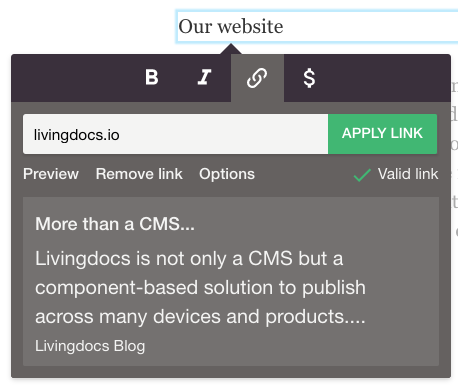 Our website
B I $
livingdocs.io APPLY LINK
Preview Remove link Options Valid link
More than a CMS...
Livingdocs is not only a CMS but a
component-based solution to publish
across many devices and products....
Livingdocs Blog